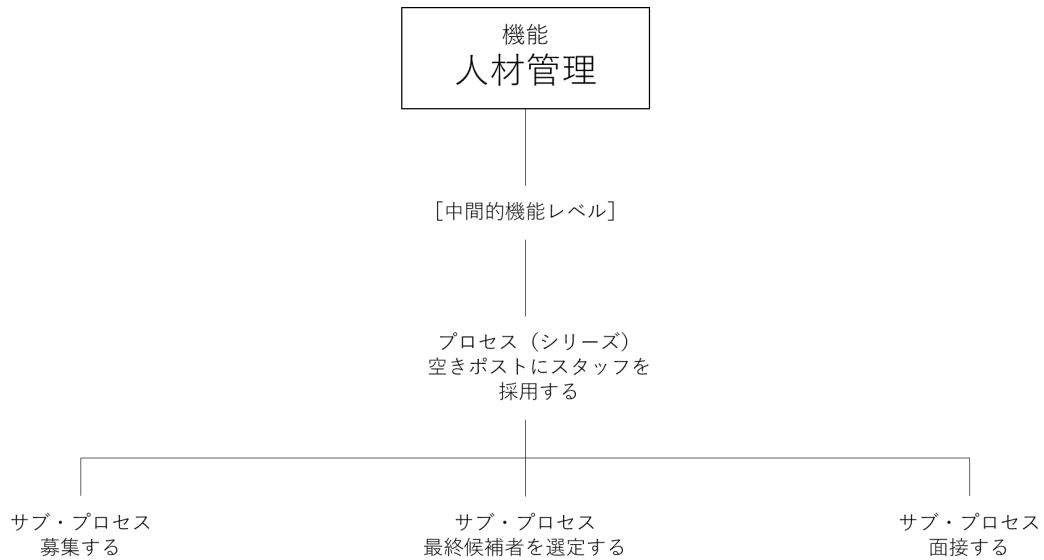 機能
人材管理
［中間的機能レベル］
プロセス（シリーズ）
空きポストにスタッフを
採用する
サブ・プロセス
募集する
サブ・プロセス
最終候補者を選定する
サブ・プロセス
面接する